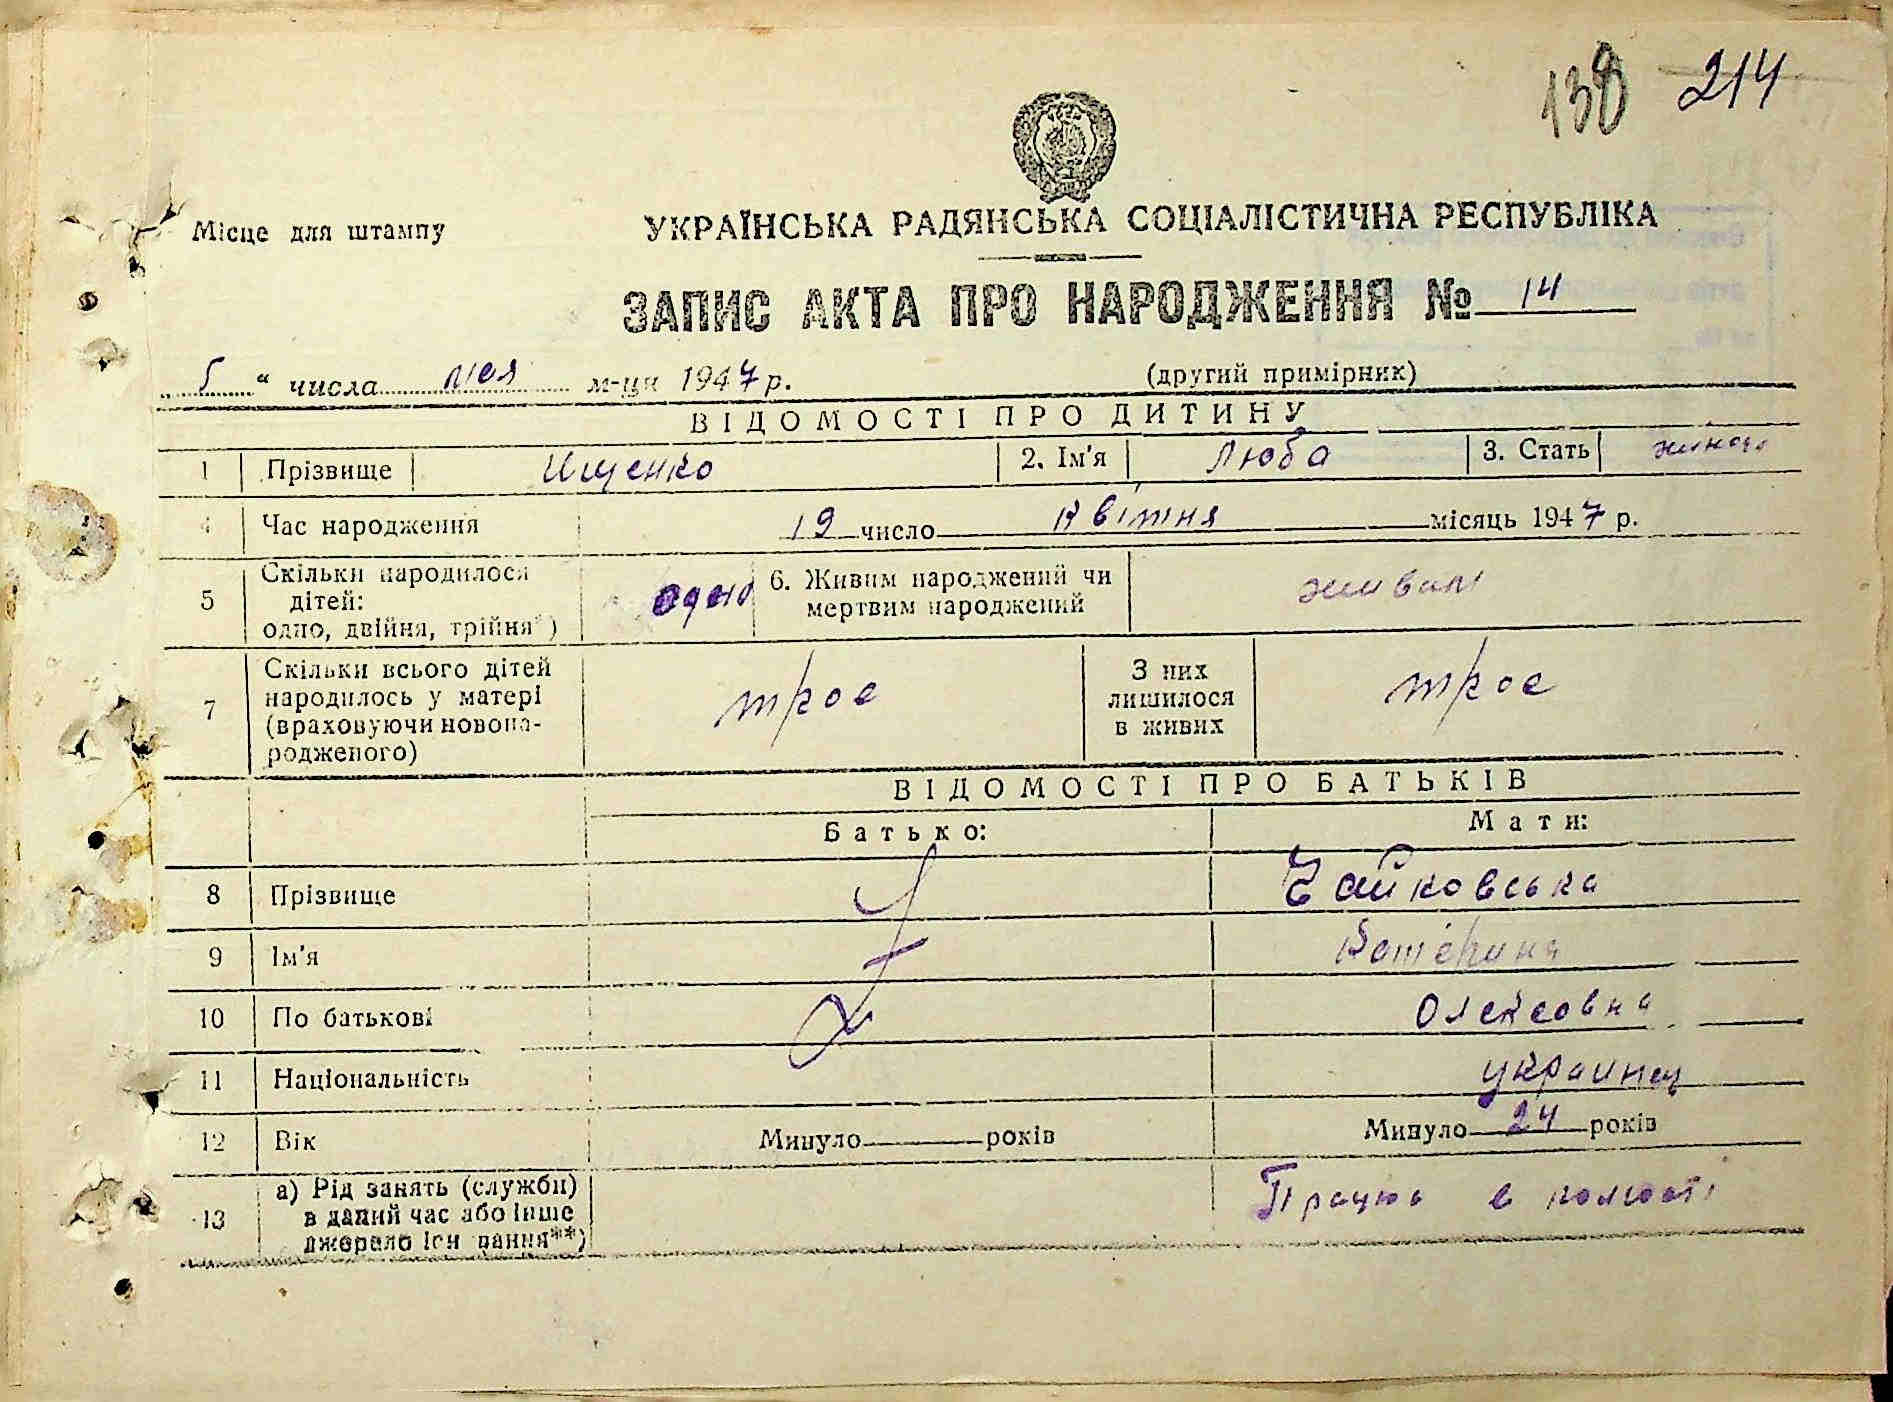 138 214
Місце для штампу
УКРАЇНСЬКА РАДЯНСЬКА СОЦІАЛІСТИЧНА РЕСПУБЛІКА
ЗАПИС АКТА ПРО НАРОДЖЕННЯ № 14
5 " числа мая м-ця 1947 р. (другий примірник)
ВІДОМОСТІ ПРО ДИТИНУ
1 Прізвище Ищенко 2. Ім'я Люба 3. Стать
4 Час народження 19 число квітня місяць 1947 р.
5 Скільки народилося дітей: одно, двійня, трійня*) одно 6. Живим народжений чи мертвим народжений живим
7 Скільки всього дітей народилось у матері (враховуючи новонародженого) трое З них лишилося в живих трое
ВІДОМОСТІ ПРО БАТЬКІВ
Батько: Мати:
8 Прізвище Чайковська
9 Ім'я Катерина
10 По батькові Олексовна
11 Національність
12 Вік Минуло років Минуло 24 років
13 а) Рід занять (служби) в даний час або інше джерело існування**) Працює в